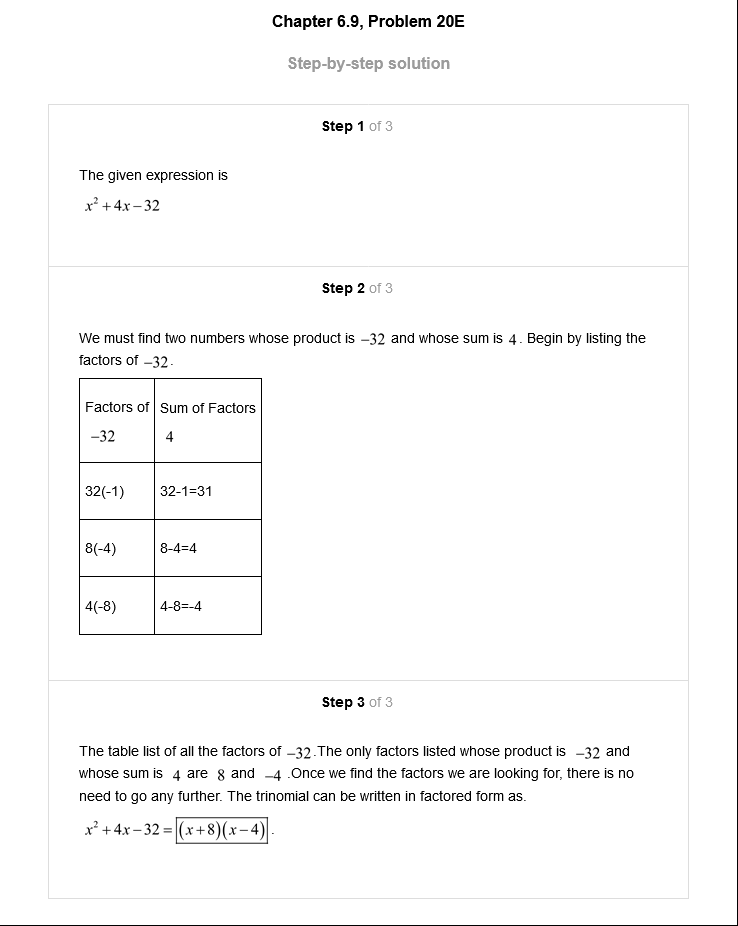 Chapter 6.9, Problem 20E
Step-by-step solution
Step 1 of 3
The given expression is
x² + 4x − 32
Step 2 of 3
We must find two numbers whose product is −32 and whose sum is 4. Begin by listing the
factors of −32.
Factors of −32 | Sum of Factors 4
32(-1) | 32-1=31
8(-4) | 8-4=4
4(-8) | 4-8=-4
Step 3 of 3
The table list of all the factors of −32.The only factors listed whose product is −32 and
whose sum is 4 are 8 and −4 .Once we find the factors we are looking for, there is no
need to go any further. The trinomial can be written in factored form as.
x² + 4x − 32 = (x+8)(x−4).